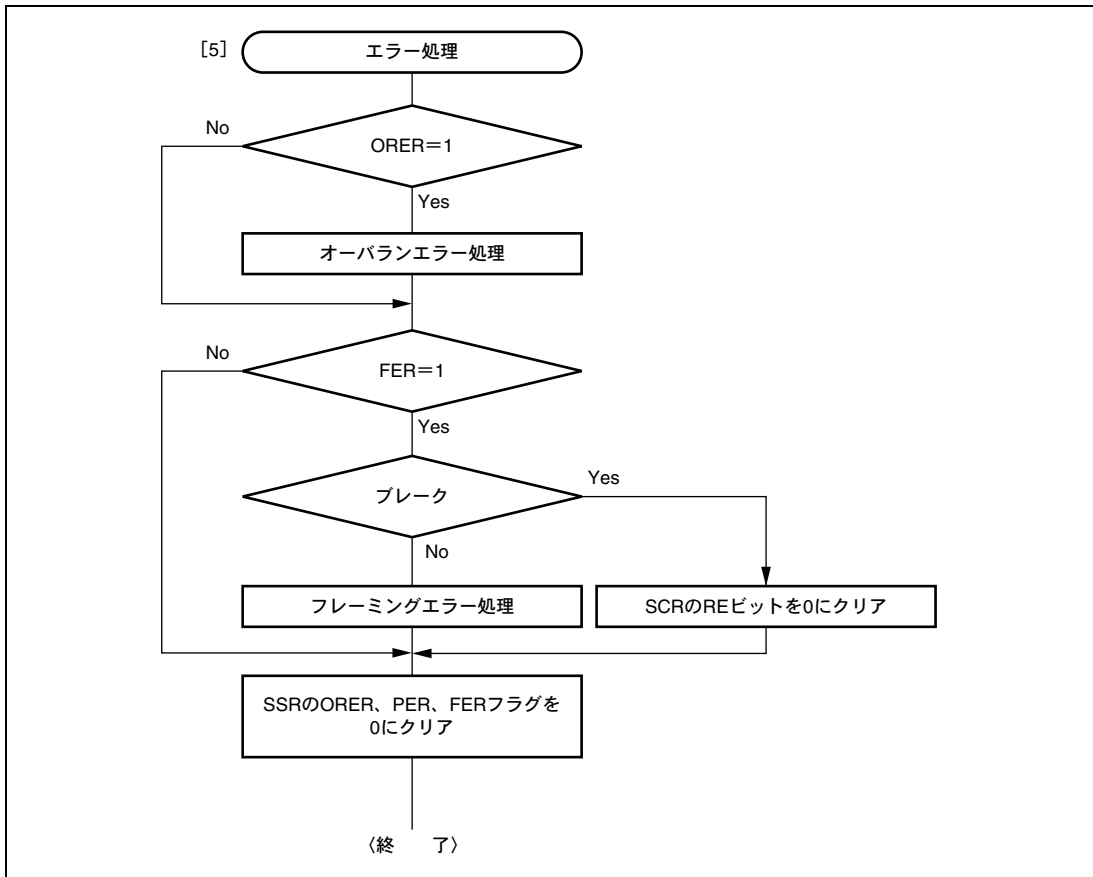 [5]
エラー処理
No
ORER＝1
Yes
オーバランエラー処理
No
FER＝1
Yes
ブレーク
Yes
No
フレーミングエラー処理
SCRのREビットを0にクリア
SSRのORER、PER、FERフラグを
0にクリア
〈終　了〉